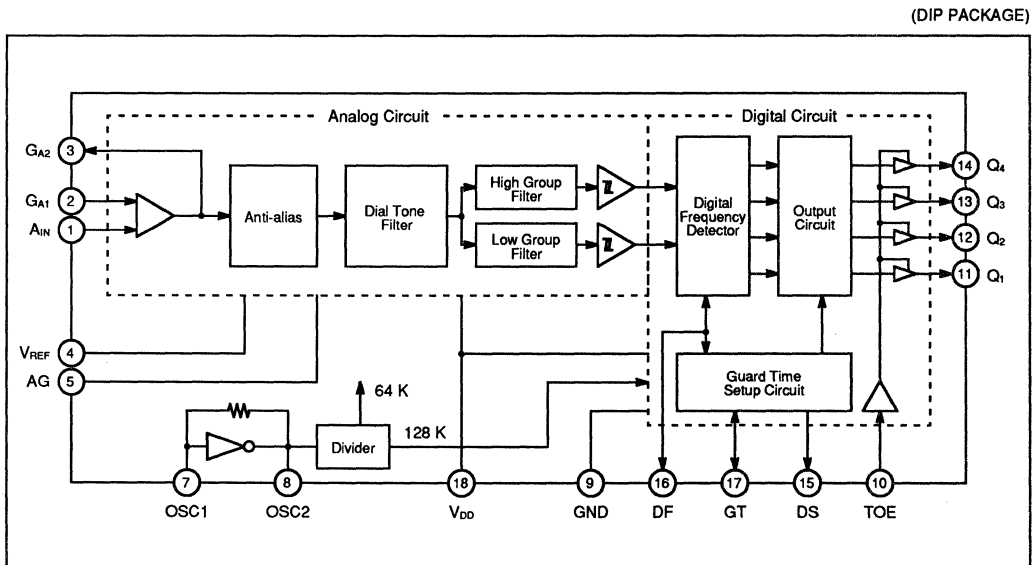 (DIP PACKAGE)
Analog Circuit
Digital Circuit
GA2
3
GA1
2
AIN
1
Anti-alias
Dial Tone
Filter
High Group
Filter
Low Group
Filter
Digital
Frequency
Detector
Output
Circuit
14
Q4
13
Q3
12
Q2
11
Q1
VREF
4
AG
5
64 K
128 K
Divider
Guard Time
Setup Circuit
7
8
18
9
16
17
15
10
OSC1
OSC2
VDD
GND
DF
GT
DS
TOE